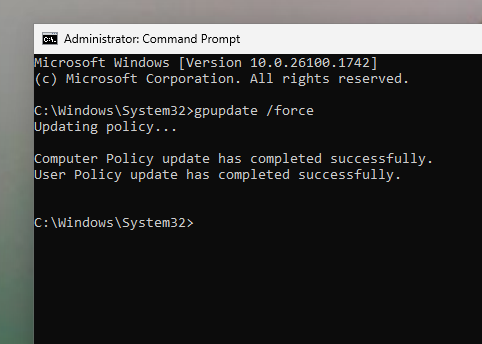 Administrator: Command Prompt
Microsoft Windows [Version 10.0.26100.1742]
(c) Microsoft Corporation. All rights reserved.
C:\Windows\System32>gpupdate /force
Updating policy...
Computer Policy update has completed successfully.
User Policy update has completed successfully.
C:\Windows\System32>